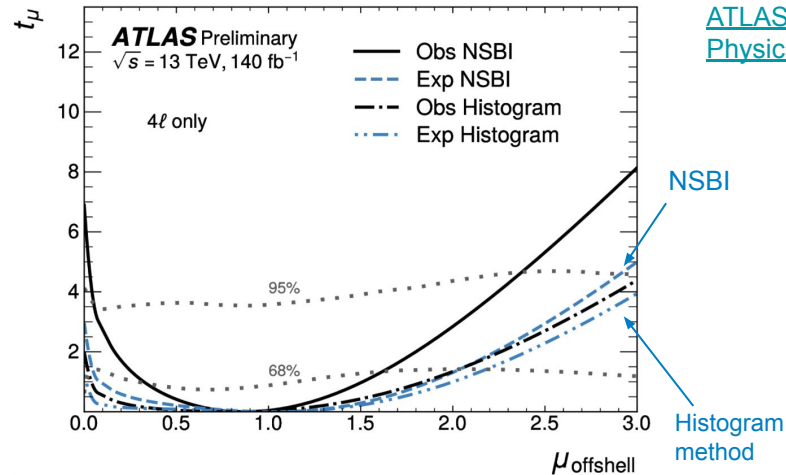 ATLAS
Physic
tμ
ATLAS Preliminary
√s = 13 TeV, 140 fb⁻¹
4ℓ only
Obs NSBI
Exp NSBI
Obs Histogram
Exp Histogram
12
10
8
6
4
2
95%
68%
0.0 0.5 1.0 1.5 2.0 2.5 3.0
μoffshell
NSBI
Histogram
method